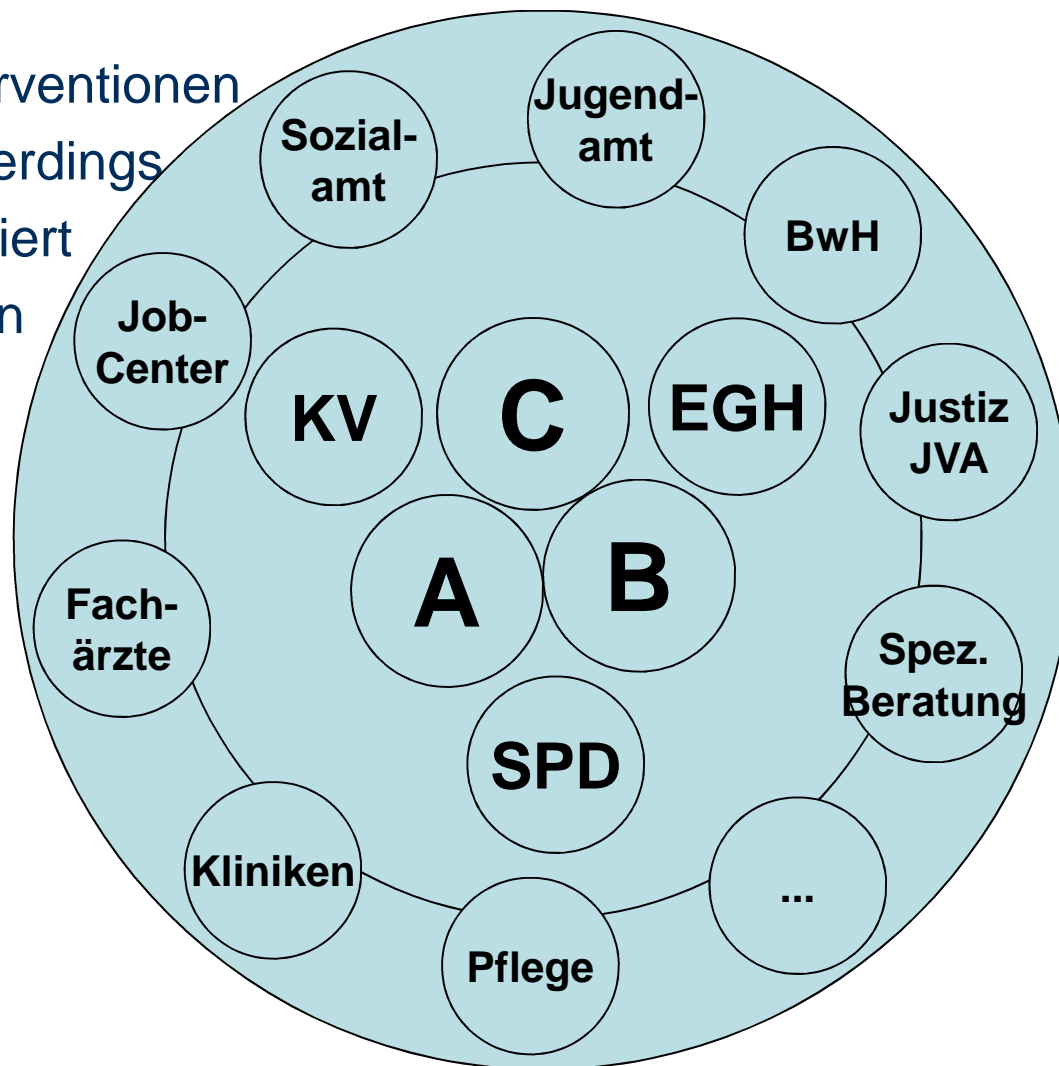 rventionen
erdings
iert
n
Jugend-
amt
Sozial-
amt
BwH
Job-
Center
KV
C
EGH
Justiz
JVA
A
B
Fach-
ärzte
Spez.
Beratung
SPD
Kliniken
...
Pflege